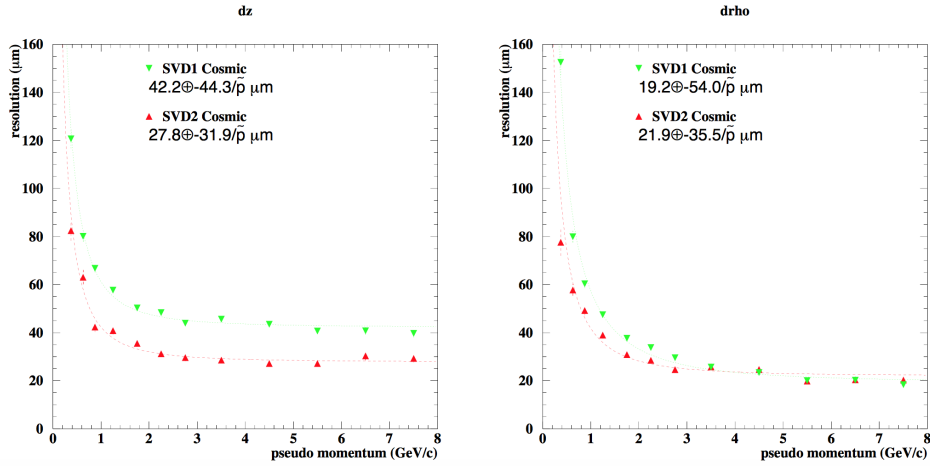 dz
resolution (μm)
160
140
120
100
80
60
40
20
0
SVD1 Cosmic
42.2⊕-44.3/p̃ μm
SVD2 Cosmic
27.8⊕-31.9/p̃ μm
0 1 2 3 4 5 6 7 8
pseudo momentum (GeV/c)
drho
resolution (μm)
160
140
120
100
80
60
40
20
0
SVD1 Cosmic
19.2⊕-54.0/p̃ μm
SVD2 Cosmic
21.9⊕-35.5/p̃ μm
0 1 2 3 4 5 6 7 8
pseudo momentum (GeV/c)